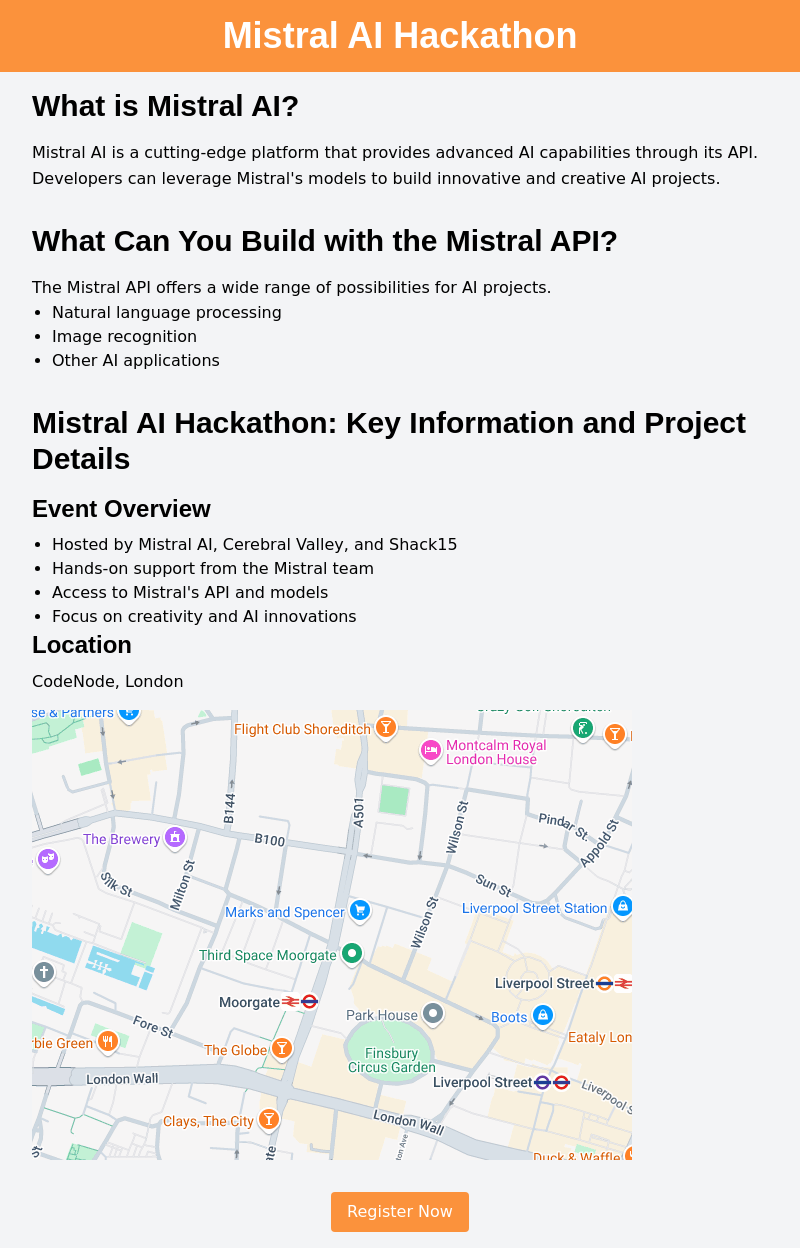 Mistral AI Hackathon
What is Mistral AI?
Mistral AI is a cutting-edge platform that provides advanced AI capabilities through its API.
Developers can leverage Mistral's models to build innovative and creative AI projects.
What Can You Build with the Mistral API?
The Mistral API offers a wide range of possibilities for AI projects.
• Natural language processing
• Image recognition
• Other AI applications
Mistral AI Hackathon: Key Information and Project
Details
Event Overview
• Hosted by Mistral AI, Cerebral Valley, and Shack15
• Hands-on support from the Mistral team
• Access to Mistral's API and models
• Focus on creativity and AI innovations
Location
CodeNode, London
se & Partners
Flight Club Shoreditch
Montcalm Royal
London House
B144
A501
Wilson St
Pindar St.
Appold St
The Brewery
B100
Silk St
Milton St
Sun St
Marks and Spencer
Liverpool Street Station
Wilson St
Third Space Moorgate
Liverpool Street
Moorgate
Park House
Boots
Fore St
rbie Green
The Globe
Eataly Lon
Finsbury
Circus Garden
London Wall
Liverpool Street
Liverpool S
Clays, The City
London Wall
ton Ave
gate
Duck & Waffle
Register Now